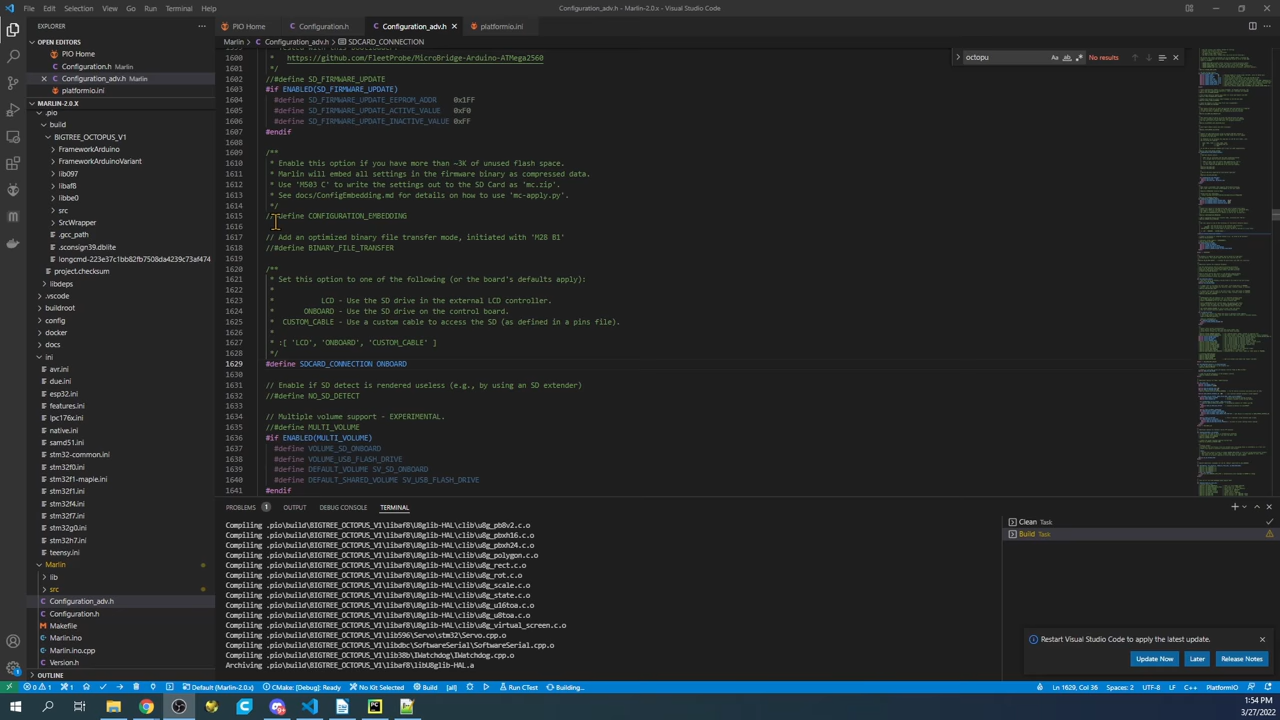 File Edit Selection View Go Run Terminal Help
Configuration_adv.h - Marlin-2.0.x - Visual Studio Code
EXPLORER
OPEN EDITORS
PIO Home
Configuration.h Marlin
Configuration_adv.h Marlin
platformio.ini
MARLIN-2.0.X
.pio
build
BIGTREE_OCTOPUS_V1
FrameworkArduino
FrameworkArduinoVariant
lib097
libaf8
libbe0
src
SrcWrapper
.gcc_path
.sconsign39.dblite
longcmd-223e37c1bb82fb7508da4239c73af474
project.checksum
libdeps
.vscode
buildroot
config
docker
docs
ini
avr.ini
due.ini
esp32.ini
features.ini
lpc176x.ini
native.ini
samd51.ini
stm32-common.ini
stm32f0.ini
stm32f1-maple.ini
stm32f1.ini
stm32f4.ini
stm32f7.ini
stm32g0.ini
stm32h7.ini
teensy.ini
Marlin
lib
src
Configuration_adv.h
Configuration.h
Makefile
Marlin.ino
Marlin.ino.cpp
Version.h
OUTLINE
PIO Home
Configuration.h
Configuration_adv.h
platformio.ini
Marlin > Configuration_adv.h > SDCARD_CONNECTION
octopu
Aa
No results
1600 * https://github.com/FleetProbe/MicroBridge-Arduino-ATMega2560
1601 */
1602 //#define SD_FIRMWARE_UPDATE
1603 #if ENABLED(SD_FIRMWARE_UPDATE)
1604 #define SD_FIRMWARE_UPDATE_EEPROM_ADDR 0x1FF
1605 #define SD_FIRMWARE_UPDATE_ACTIVE_VALUE 0xF0
1606 #define SD_FIRMWARE_UPDATE_INACTIVE_VALUE 0xFF
1607 #endif
1608
1609 /**
1610 * Enable this option if you have more than ~3K of unused flash space.
1611 * Marlin will embed all settings in the firmware binary as compressed data.
1612 * Use 'M503 C' to write the settings out to the SD Card as 'mc.zip'.
1613 * See docs/ConfigEmbedding.md for details on how to use 'mc-apply.py'.
1614 */
1615 //#define CONFIGURATION_EMBEDDING
1616
1617 // Add an optimized binary file transfer mode, initiated with 'M28 B1'
1618 //#define BINARY_FILE_TRANSFER
1619
1620 /**
1621 * Set this option to one of the following (or the board's defaults apply):
1622 *
1623 * LCD - Use the SD drive in the external LCD controller.
1624 * ONBOARD - Use the SD drive on the control board.
1625 * CUSTOM_CABLE - Use a custom cable to access the SD (as defined in a pins file).
1626 *
1627 * :[ 'LCD', 'ONBOARD', 'CUSTOM_CABLE' ]
1628 */
1629 #define SDCARD_CONNECTION ONBOARD
1630
1631 // Enable if SD detect is rendered useless (e.g., by using an SD extender)
1632 //#define NO_SD_DETECT
1633
1634 // Multiple volume support - EXPERIMENTAL.
1635 //#define MULTI_VOLUME
1636 #if ENABLED(MULTI_VOLUME)
1637 #define VOLUME_SD_ONBOARD
1638 #define VOLUME_USB_FLASH_DRIVE
1639 #define DEFAULT_VOLUME SV_SD_ONBOARD
1640 #define DEFAULT_SHARED_VOLUME SV_USB_FLASH_DRIVE
1641 #endif
PROBLEMS 1 OUTPUT DEBUG CONSOLE TERMINAL
Compiling .pio\build\BIGTREE_OCTOPUS_V1\libaf8\U8glib-HAL\clib\u8g_pb8v2.c.o
Compiling .pio\build\BIGTREE_OCTOPUS_V1\libaf8\U8glib-HAL\clib\u8g_pbxh16.c.o
Compiling .pio\build\BIGTREE_OCTOPUS_V1\libaf8\U8glib-HAL\clib\u8g_pbxh24.c.o
Compiling .pio\build\BIGTREE_OCTOPUS_V1\libaf8\U8glib-HAL\clib\u8g_polygon.c.o
Compiling .pio\build\BIGTREE_OCTOPUS_V1\libaf8\U8glib-HAL\clib\u8g_rect.c.o
Compiling .pio\build\BIGTREE_OCTOPUS_V1\libaf8\U8glib-HAL\clib\u8g_rot.c.o
Compiling .pio\build\BIGTREE_OCTOPUS_V1\libaf8\U8glib-HAL\clib\u8g_scale.c.o
Compiling .pio\build\BIGTREE_OCTOPUS_V1\libaf8\U8glib-HAL\clib\u8g_state.c.o
Compiling .pio\build\BIGTREE_OCTOPUS_V1\libaf8\U8glib-HAL\clib\u8g_u16toa.c.o
Compiling .pio\build\BIGTREE_OCTOPUS_V1\libaf8\U8glib-HAL\clib\u8g_u8toa.c.o
Compiling .pio\build\BIGTREE_OCTOPUS_V1\libaf8\U8glib-HAL\clib\u8g_virtual_screen.c.o
Compiling .pio\build\BIGTREE_OCTOPUS_V1\lib596\Servo\stm32\Servo.cpp.o
Compiling .pio\build\BIGTREE_OCTOPUS_V1\libdbc\SoftwareSerial\SoftwareSerial.cpp.o
Compiling .pio\build\BIGTREE_OCTOPUS_V1\lib38b\IWatchdog\IWatchdog.cpp.o
Archiving .pio\build\BIGTREE_OCTOPUS_V1\libaf8\libU8glib-HAL.a
Clean Task
Build Task
Restart Visual Studio Code to apply the latest update.
Update Now Later Release Notes
0 1 1 Default (Marlin-2.0.x) CMake: [Debug]: Ready No Kit Selected Build [all] Run CTest Building...
Ln 1629, Col 36 Spaces: 2 UTF-8 LF C++ PlatformIO
1:54 PM
3/27/2022